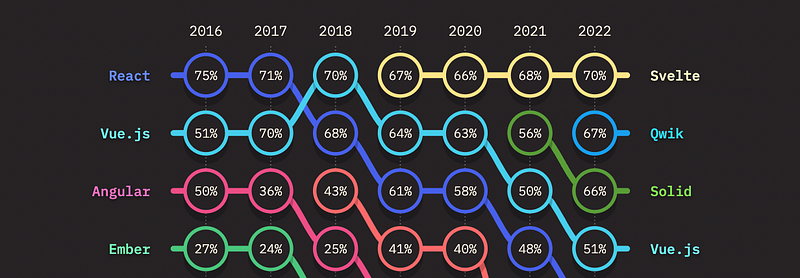 2016 2017 2018 2019 2020 2021 2022
React 75% 71% 70% 67% 66% 68% 70% Svelte
Vue.js 51% 70% 68% 64% 63% 56% 67% Qwik
Angular 50% 36% 43% 61% 58% 50% 66% Solid
Ember 27% 24% 25% 41% 40% 48% 51% Vue.js